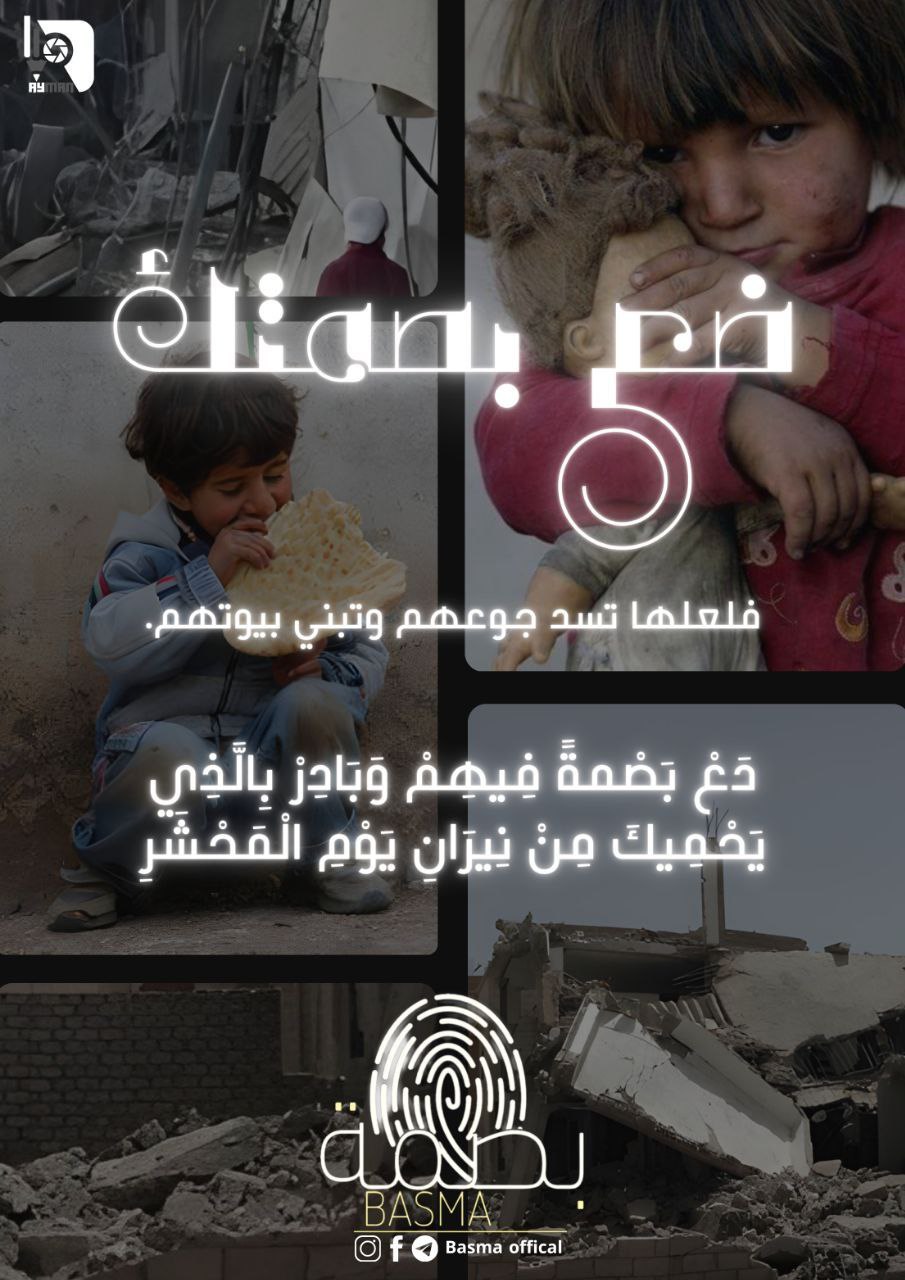 AYMAN
ضع بصمتك
فلعلها تسد جوعهم وتبني بيوتهم.
دَعْ بَصْمةً فِيهِمْ وَبَادِرْ بِالَّذِيِ
يَحْمِيكَ مِنْ نِيرَانِ يَوْمِ الْمَحْشَرِ
بصمة
BASMA
Basma offical